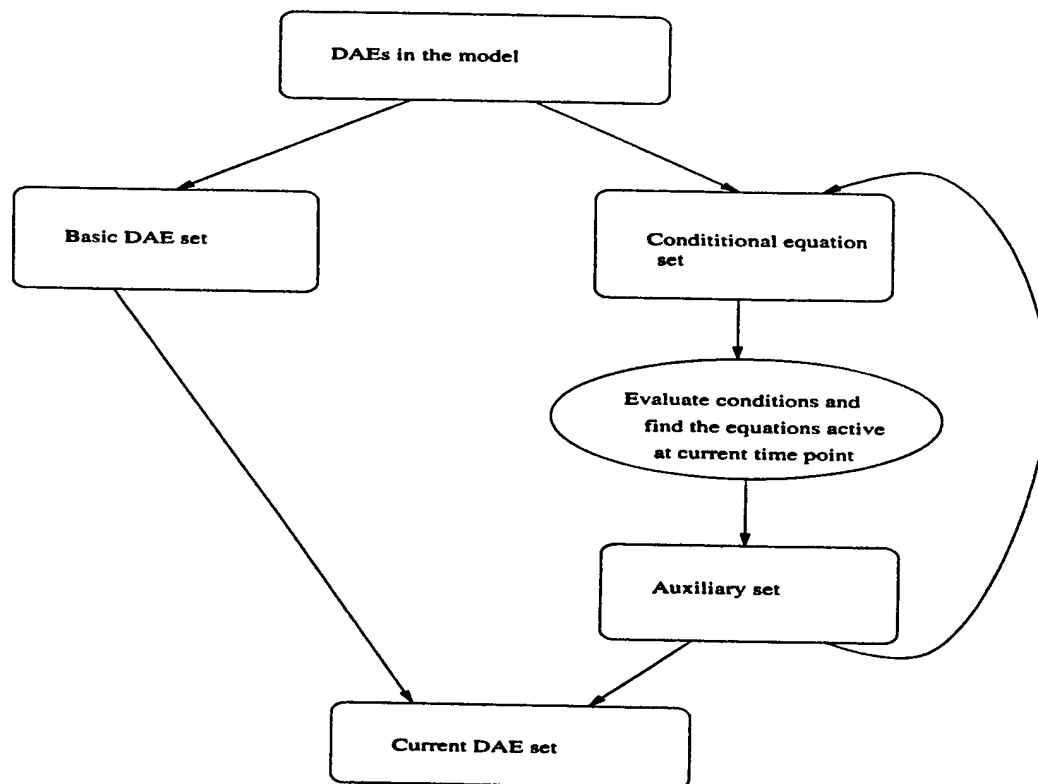 DAEs in the model
Basic DAE set
Condititional equation
set
Evaluate conditions and
find the equations active
at current time point
Auxiliary set
Current DAE set